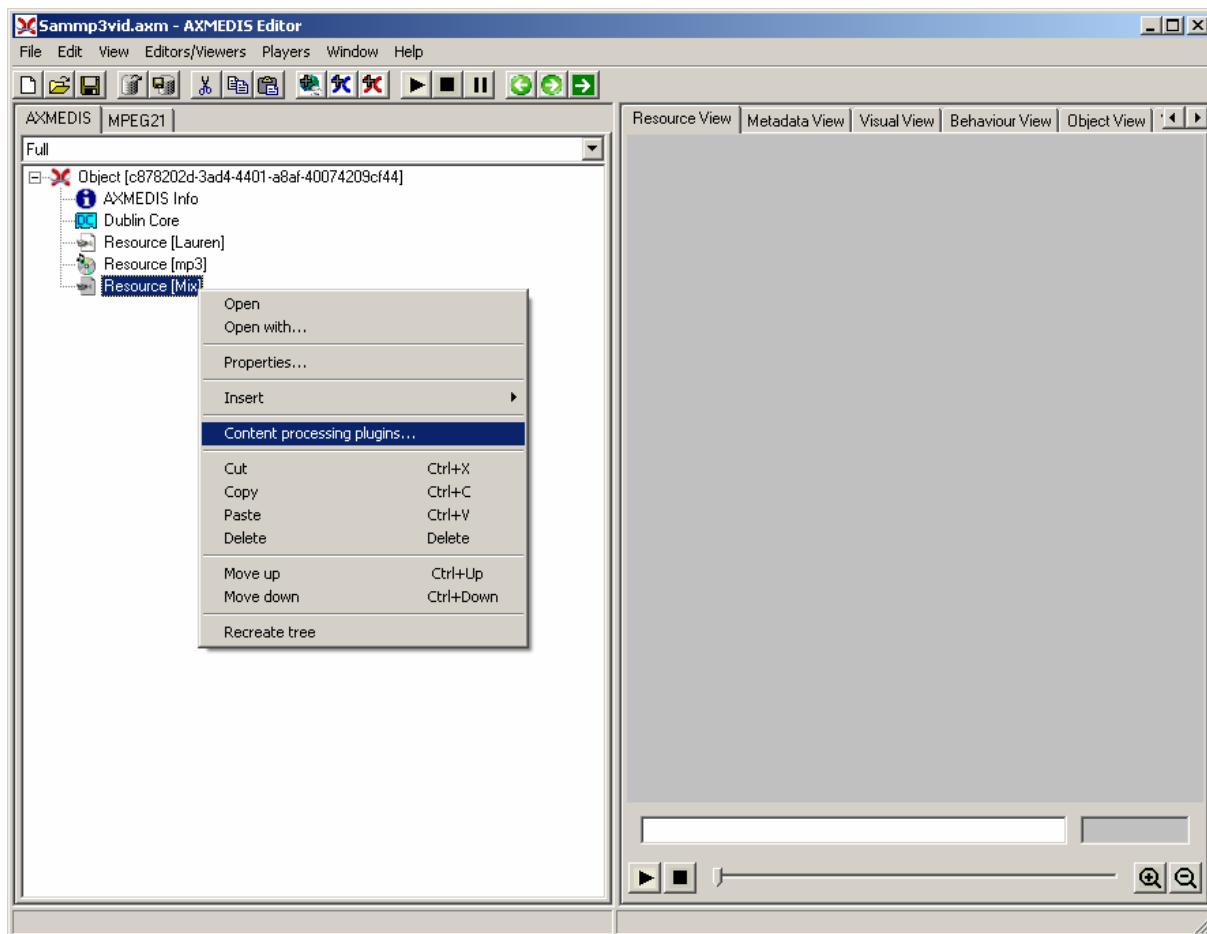 Sammp3vid.axm - AXMEDIS Editor
File Edit View Editors/Viewers Players Window Help
AXMEDIS MPEG21
Full
Object [c878202d-3ad4-4401-a8af-40074209cf44]
AXMEDIS Info
Dublin Core
Resource [Lauren]
Resource [mp3]
Resource [Mix]
Open
Open with...
Properties...
Insert
Content processing plugins...
Cut Ctrl+X
Copy Ctrl+C
Paste Ctrl+V
Delete Delete
Move up Ctrl+Up
Move down Ctrl+Down
Recreate tree
Resource View Metadata View Visual View Behaviour View Object View